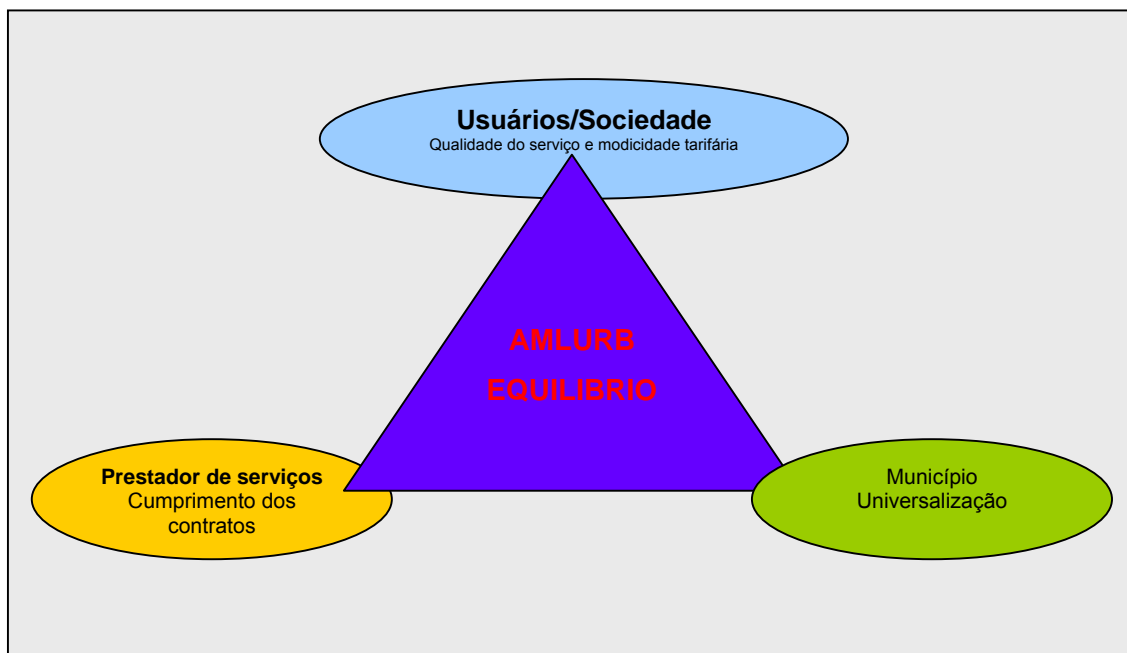 Usuários/Sociedade
Qualidade do serviço e modicidade tarifária
AMLURB
EQUILIBRIO
Prestador de serviços
Cumprimento dos
contratos
Município
Universalização